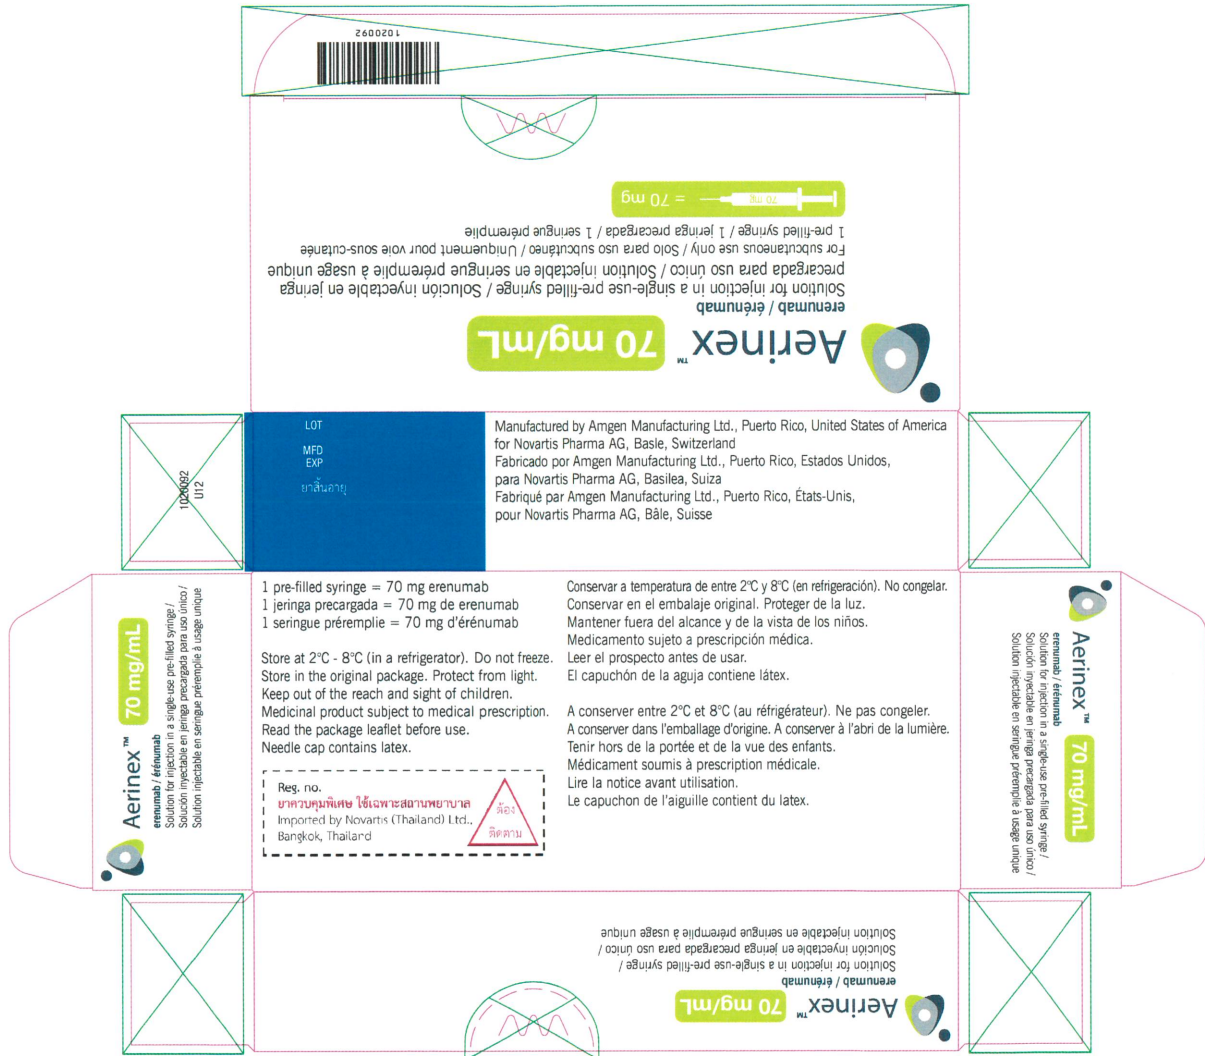 1020092
Aerinex™ 70 mg/mL
erenumab / érénumab
Solution for injection in a single-use pre-filled syringe / Solución inyectable en jeringa
precargada para uso único / Solution injectable en seringue préremplie à usage unique
For subcutaneous use only / Solo para uso subcutáneo / Uniquement pour voie sous-cutanée
1 pre-filled syringe / 1 jeringa precargada / 1 seringue préremplie
70 mg = 70 mg
1020092
U12
LOT
MFD
EXP
ยาสิ้นอายุ
Manufactured by Amgen Manufacturing Ltd., Puerto Rico, United States of America
for Novartis Pharma AG, Basle, Switzerland
Fabricado por Amgen Manufacturing Ltd., Puerto Rico, Estados Unidos,
para Novartis Pharma AG, Basilea, Suiza
Fabriqué par Amgen Manufacturing Ltd., Puerto Rico, États-Unis,
pour Novartis Pharma AG, Bâle, Suisse
Aerinex™ 70 mg/mL
erenumab / érénumab
Solution for injection in a single-use pre-filled syringe /
Solución inyectable en jeringa precargada para uso único /
Solution injectable en seringue préremplie à usage unique
1 pre-filled syringe = 70 mg erenumab
1 jeringa precargada = 70 mg de erenumab
1 seringue préremplie = 70 mg d'érénumab
Store at 2°C - 8°C (in a refrigerator). Do not freeze.
Store in the original package. Protect from light.
Keep out of the reach and sight of children.
Medicinal product subject to medical prescription.
Read the package leaflet before use.
Needle cap contains latex.
Reg. no.
ยาควบคุมพิเศษ ใช้เฉพาะสถานพยาบาล
Imported by Novartis (Thailand) Ltd.,
Bangkok, Thailand
ต้อง
ติดตาม
Conservar a temperatura de entre 2°C y 8°C (en refrigeración). No congelar.
Conservar en el embalaje original. Proteger de la luz.
Mantener fuera del alcance y de la vista de los niños.
Medicamento sujeto a prescripción médica.
Leer el prospecto antes de usar.
El capuchón de la aguja contiene látex.
A conserver entre 2°C et 8°C (au réfrigérateur). Ne pas congeler.
A conserver dans l'emballage d'origine. A conserver à l'abri de la lumière.
Tenir hors de la portée et de la vue des enfants.
Médicament soumis à prescription médicale.
Lire la notice avant utilisation.
Le capuchon de l'aiguille contient du latex.
Aerinex™ 70 mg/mL
erenumab / érénumab
Solution for injection in a single-use pre-filled syringe /
Solución inyectable en jeringa precargada para uso único /
Solution injectable en seringue préremplie à usage unique
Aerinex™ 70 mg/mL
erenumab / érénumab
Solution for injection in a single-use pre-filled syringe /
Solución inyectable en jeringa precargada para uso único /
Solution injectable en seringue préremplie à usage unique